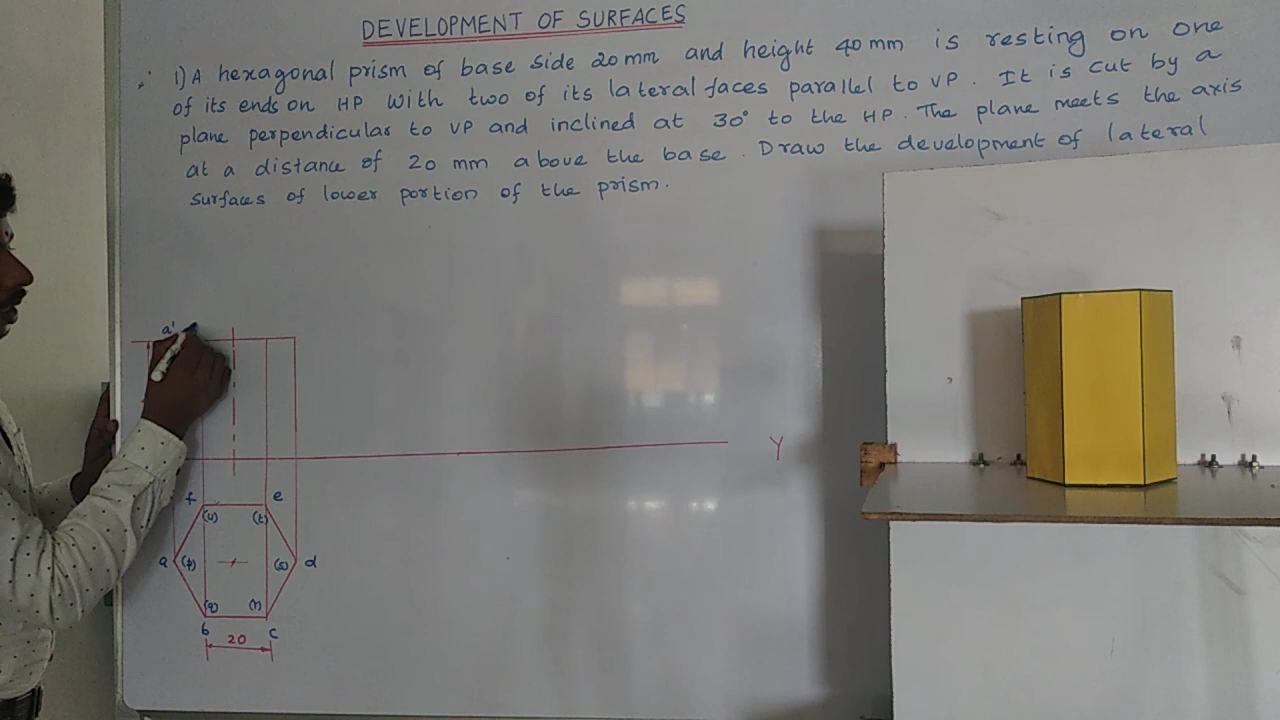 DEVELOPMENT OF SURFACES
1) A hexagonal prism of base side 20mm and height 40mm is resting on one
of its ends on HP with two of its lateral faces parallel to VP. It is cut by a
plane perpendicular to VP and inclined at 30° to the HP. The plane meets the axis
at a distance of 20 mm above the base. Draw the development of lateral
surfaces of lower portion of the prism.
a'
Y
f e
(u) (t)
a (s) d
(q) (r)
b c
20